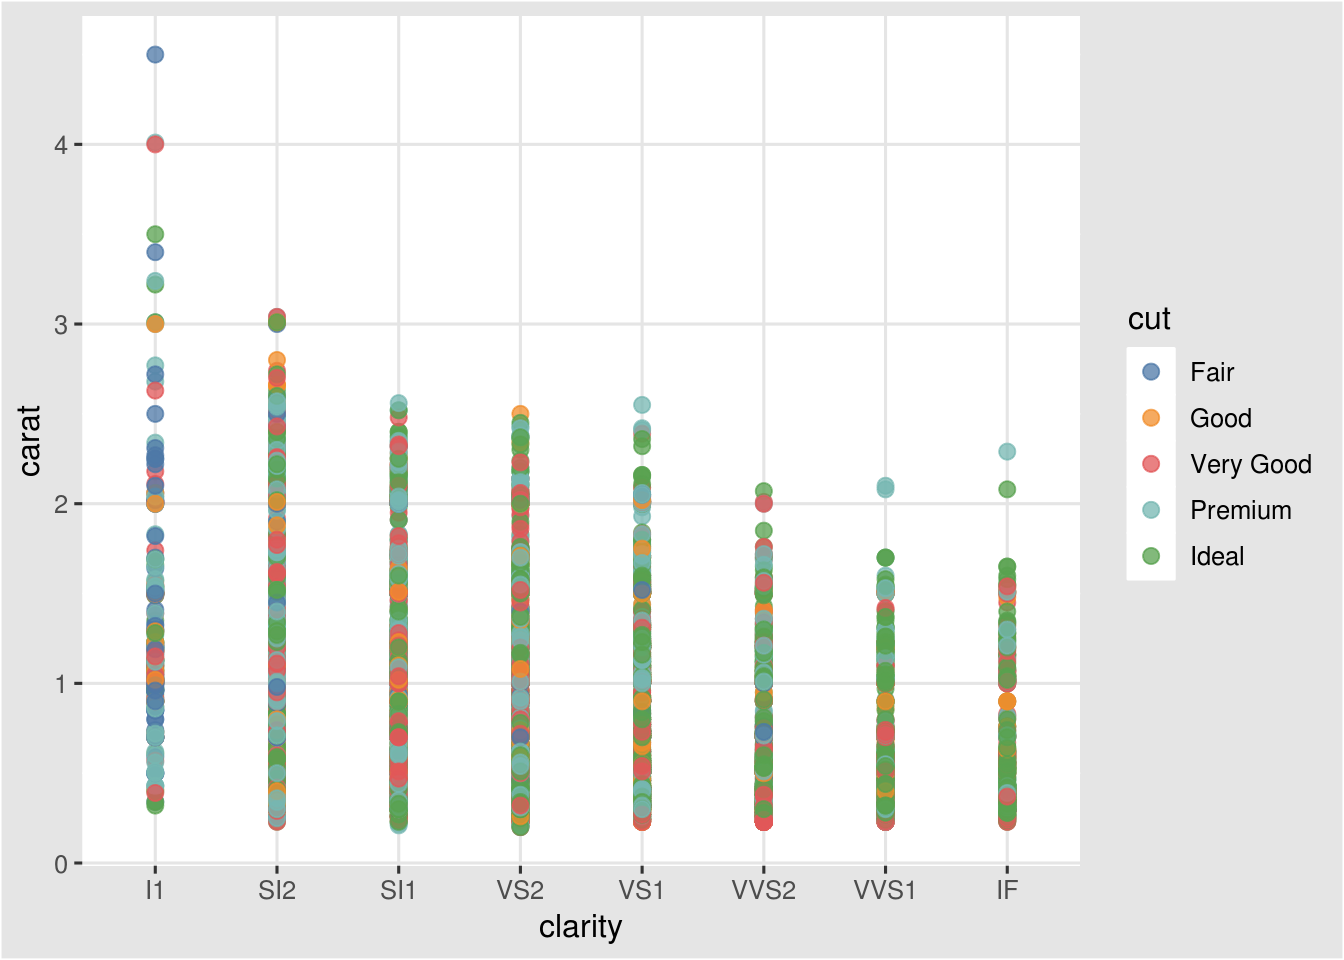 carat
4
3
2
1
0
I1 SI2 SI1 VS2 VS1 VVS2 VVS1 IF
clarity
cut
Fair
Good
Very Good
Premium
Ideal